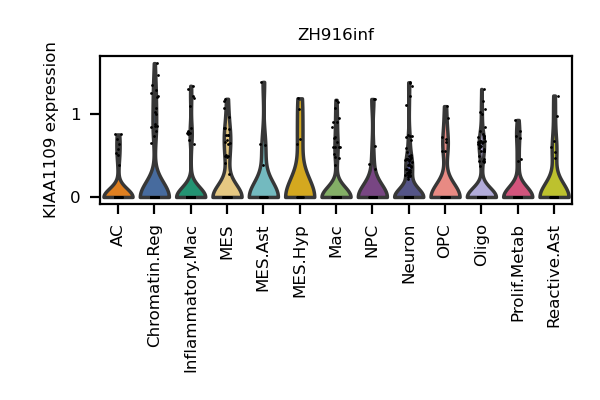 ZH916inf
KIAA1109 expression
1
0
AC
Chromatin.Reg
Inflammatory.Mac
MES
MES.Ast
MES.Hyp
Mac
NPC
Neuron
OPC
Oligo
Prolif.Metab
Reactive.Ast